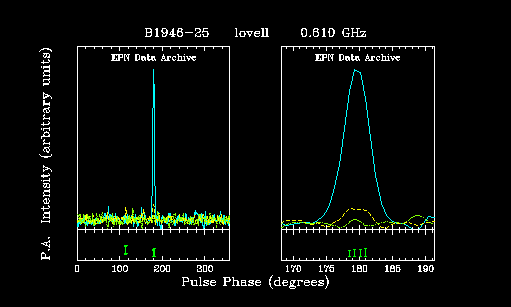 B1946-25 lovell 0.610 GHz
EPN Data Archive EPN Data Archive
P.A. Intensity (arbitrary units)
0 100 200 300 170 175 180 185 190
Pulse Phase (degrees)